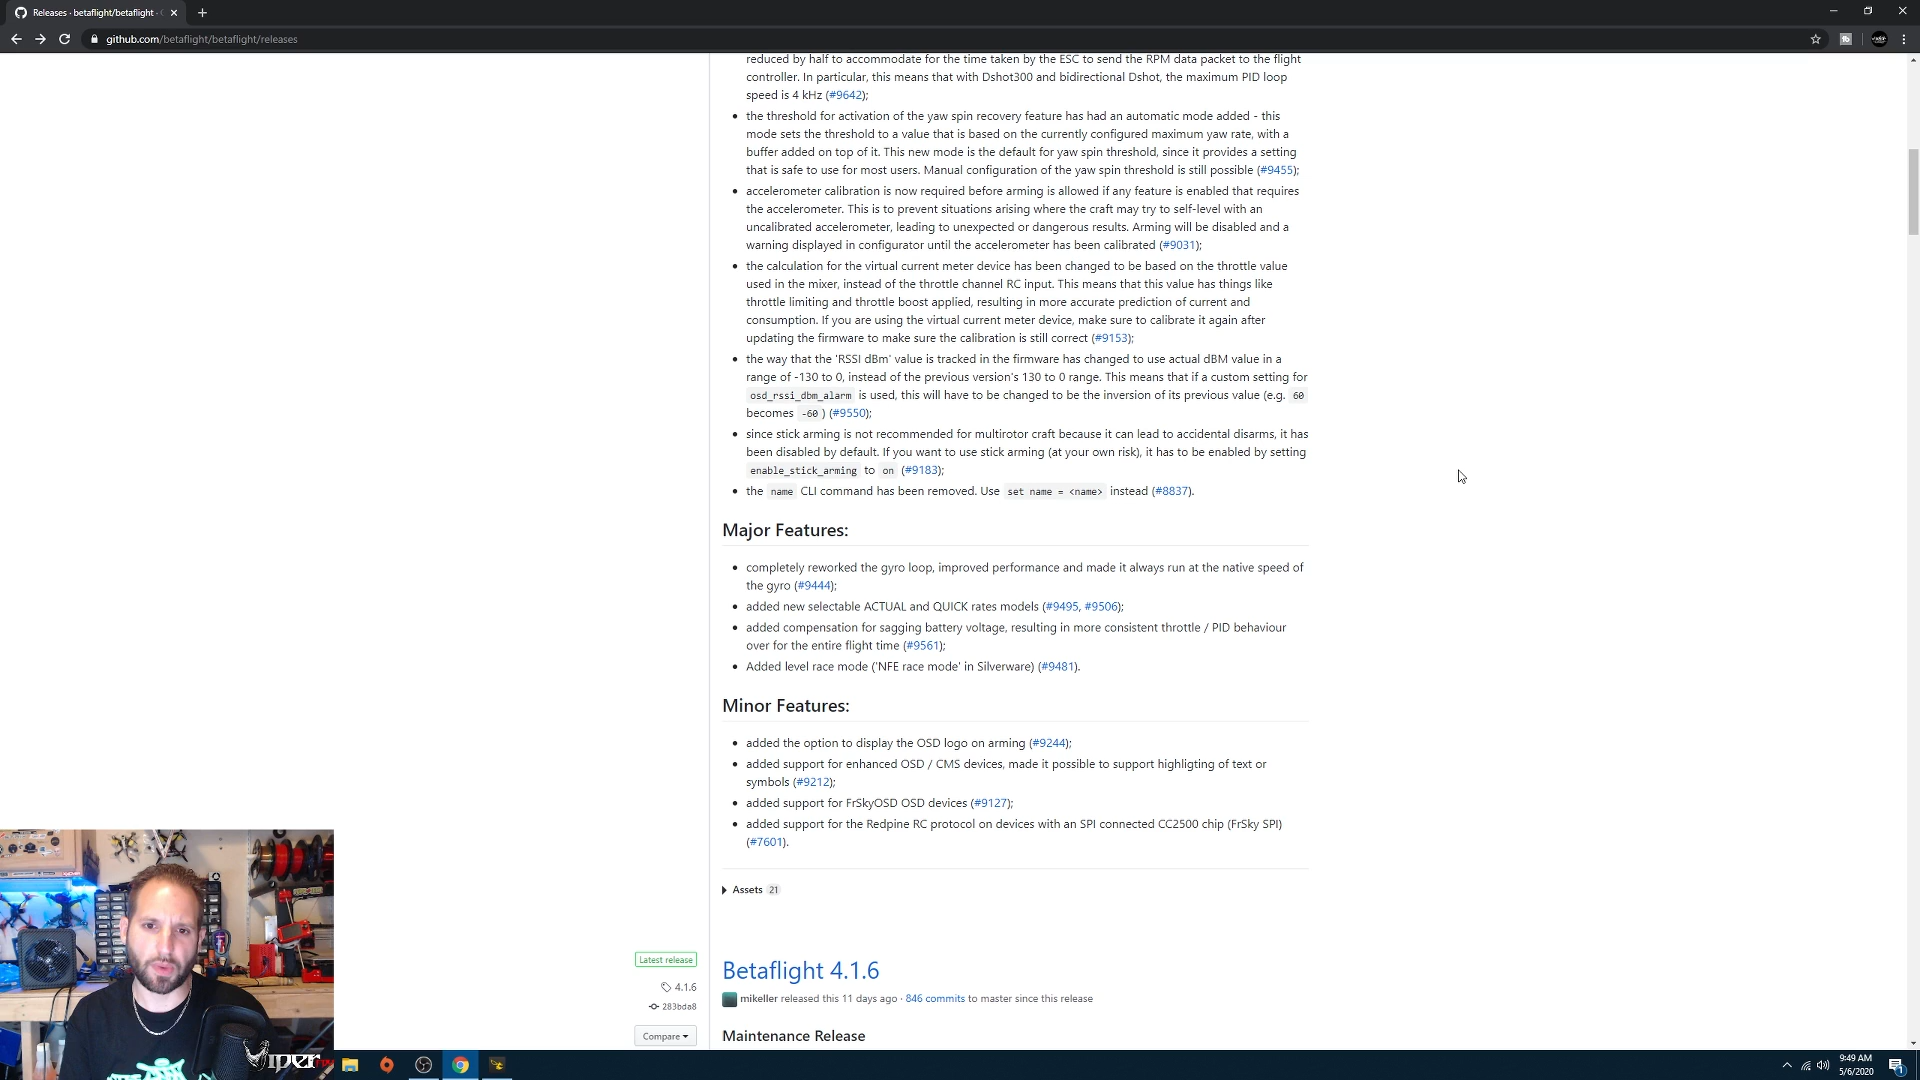 Releases · betaflight/betaflight ·
github.com/betaflight/betaflight/releases
reduced by half to accommodate for the time taken by the ESC to send the RPM data packet to the flight
controller. In particular, this means that with Dshot300 and bidirectional Dshot, the maximum PID loop
speed is 4 kHz (#9642);
the threshold for activation of the yaw spin recovery feature has had an automatic mode added - this
mode sets the threshold to a value that is based on the currently configured maximum yaw rate, with a
buffer added on top of it. This new mode is the default for yaw spin threshold, since it provides a setting
that is safe to use for most users. Manual configuration of the yaw spin threshold is still possible (#9455);
accelerometer calibration is now required before arming is allowed if any feature is enabled that requires
the accelerometer. This is to prevent situations arising where the craft may try to self-level with an
uncalibrated accelerometer, leading to unexpected or dangerous results. Arming will be disabled and a
warning displayed in configurator until the accelerometer has been calibrated (#9031);
the calculation for the virtual current meter device has been changed to be based on the throttle value
used in the mixer, instead of the throttle channel RC input. This means that this value has things like
throttle limiting and throttle boost applied, resulting in more accurate prediction of current and
consumption. If you are using the virtual current meter device, make sure to calibrate it again after
updating the firmware to make sure the calibration is still correct (#9153);
the way that the 'RSSI dBm' value is tracked in the firmware has changed to use actual dBM value in a
range of -130 to 0, instead of the previous version's 130 to 0 range. This means that if a custom setting for
osd_rssi_dbm_alarm is used, this will have to be changed to be the inversion of its previous value (e.g. 60
becomes -60 ) (#9550);
since stick arming is not recommended for multirotor craft because it can lead to accidental disarms, it has
been disabled by default. If you want to use stick arming (at your own risk), it has to be enabled by setting
enable_stick_arming to on (#9183);
the name CLI command has been removed. Use set name = <name> instead (#8837).
Major Features:
completely reworked the gyro loop, improved performance and made it always run at the native speed of
the gyro (#9444);
added new selectable ACTUAL and QUICK rates models (#9495, #9506);
added compensation for sagging battery voltage, resulting in more consistent throttle / PID behaviour
over for the entire flight time (#9561);
Added level race mode ('NFE race mode' in Silverware) (#9481).
Minor Features:
added the option to display the OSD logo on arming (#9244);
added support for enhanced OSD / CMS devices, made it possible to support highligting of text or
symbols (#9212);
added support for FrSkyOSD OSD devices (#9127);
added support for the Redpine RC protocol on devices with an SPI connected CC2500 chip (FrSky SPI)
(#7601).
Assets 21
Latest release
4.1.6
283bda8
Compare
Betaflight 4.1.6
mikeller released this 11 days ago · 846 commits to master since this release
Maintenance Release
Viper
9:49 AM
5/6/2020
1